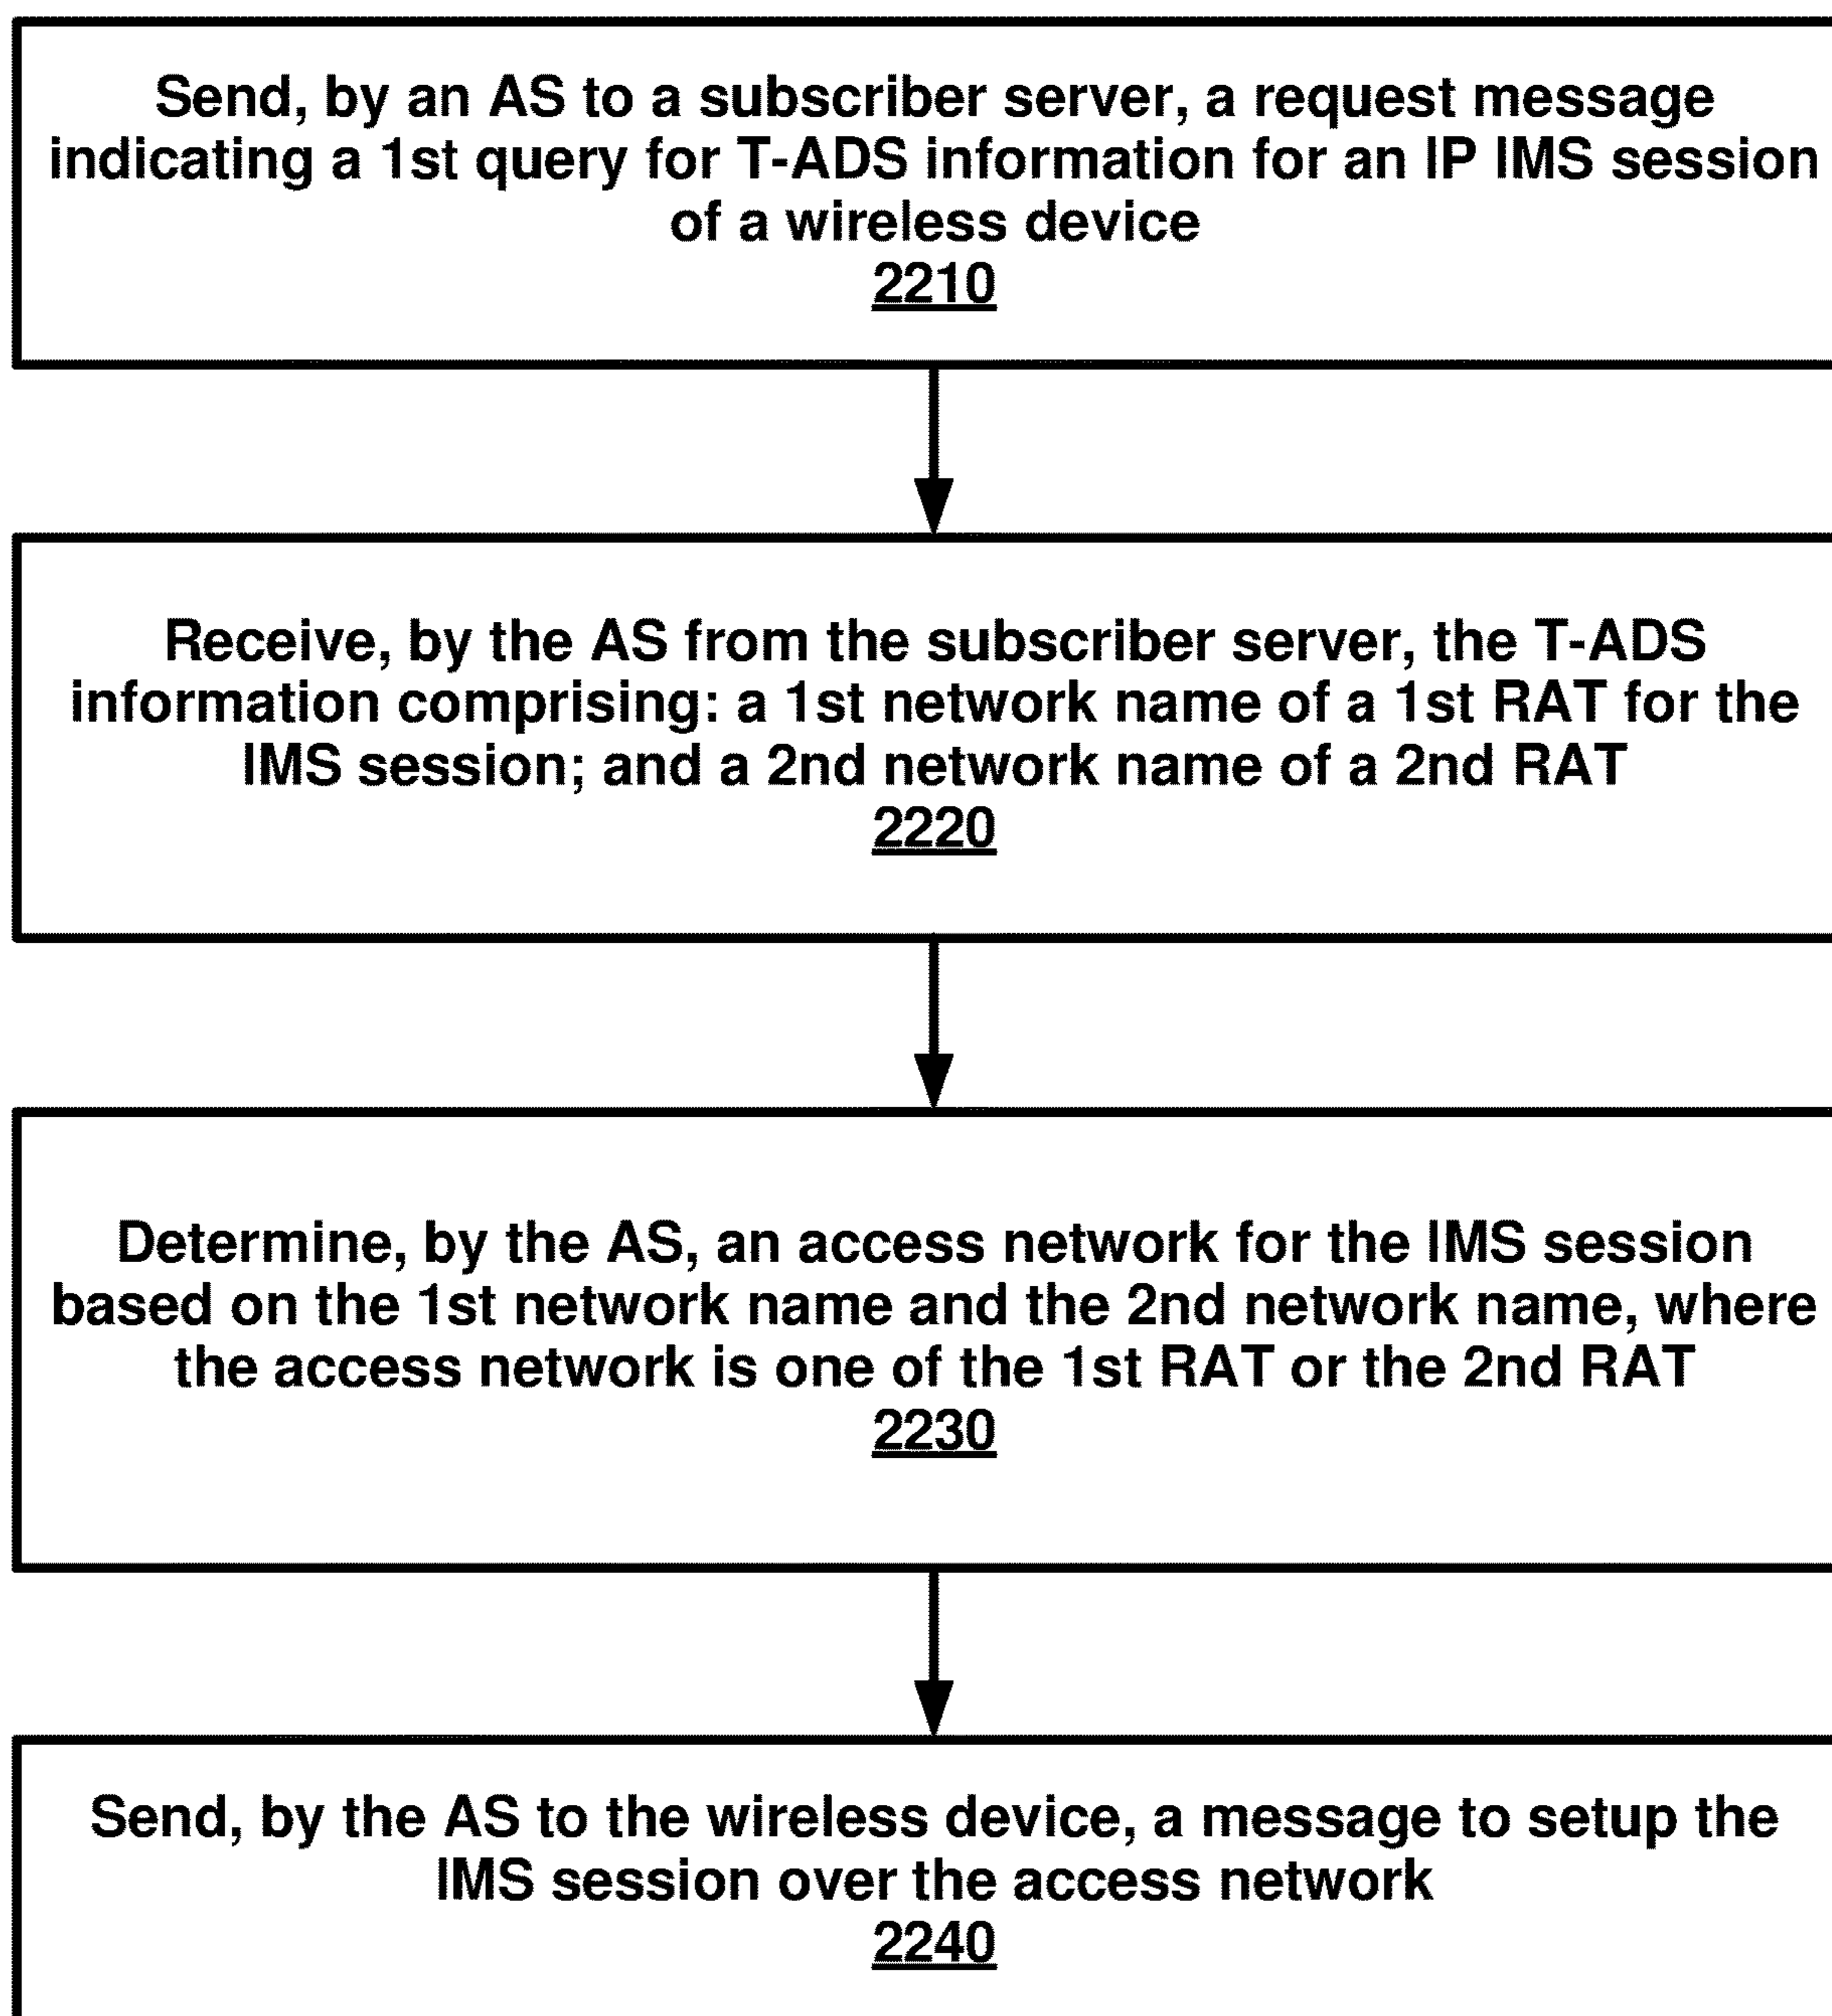 Send, by an AS to a subscriber server, a request message
indicating a 1st query for T-ADS information for an IP IMS session
of a wireless device
2210
Receive, by the AS from the subscriber server, the T-ADS
information comprising: a 1st network name of a 1st RAT for the
IMS session; and a 2nd network name of a 2nd RAT
2220
Determine, by the AS, an access network for the IMS session
based on the 1st network name and the 2nd network name, where
the access network is one of the 1st RAT or the 2nd RAT
2230
Send, by the AS to the wireless device, a message to setup the
IMS session over the access network
2240